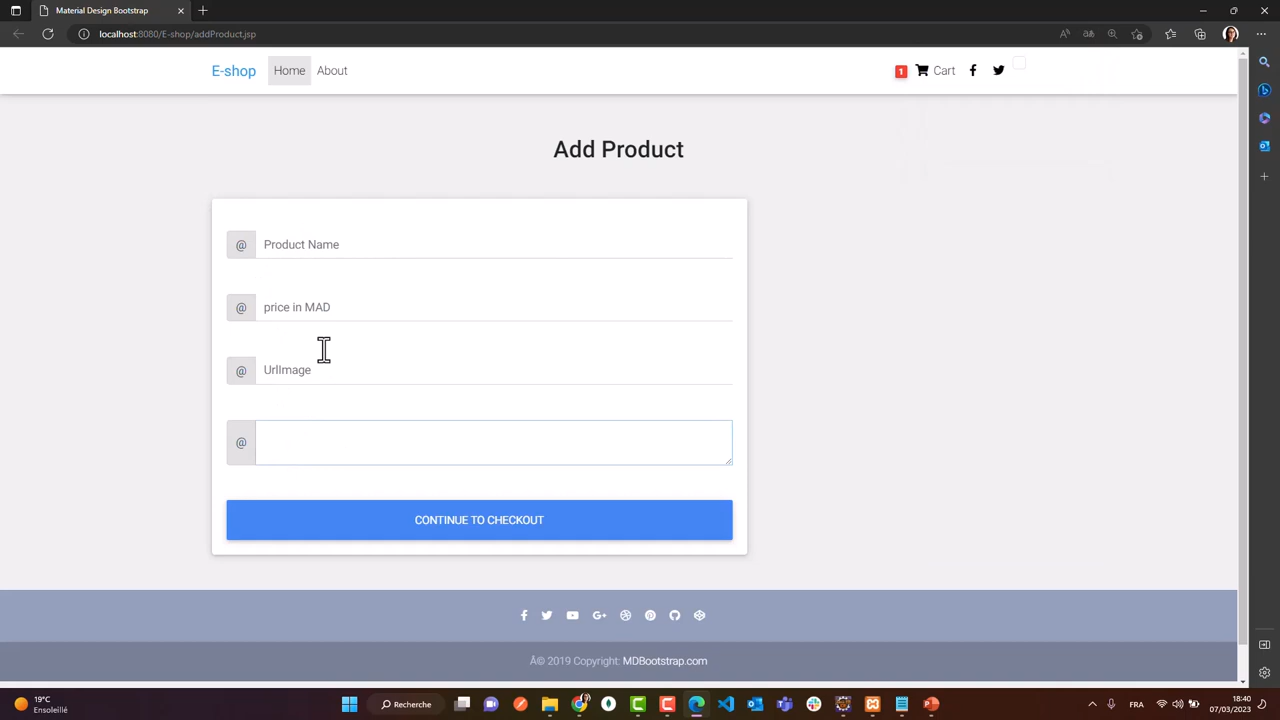 Material Design Bootstrap
localhost:8080/E-shop/addProduct.jsp
E-shop Home About
1 Cart
Add Product
@ Product Name
@ price in MAD
@ UrlImage
@
CONTINUE TO CHECKOUT
Â© 2019 Copyright: MDBootstrap.com
19°C
Ensoleillé
Recherche
18:40
07/03/2023